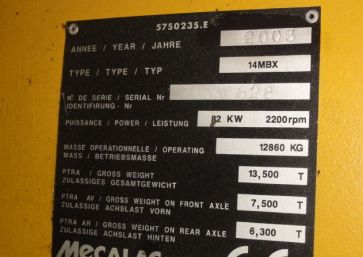 5750235.E
ANNEE / YEAR / JAHRE 2003
TYPE / TYPE / TYP 14MBX
N° DE SERIE / SERIAL Nr
IDENTIFIRUNG - Nr
PUISSANCE / POWER / LEISTUNG 82 KW 2200rpm
MASSE OPERATIONNELLE / OPERATING 12860 KG
MASS / BETRIEBSMASSE
PTRA / GROSS WEIGHT 13,500 T
ZULASSIGES GESAMTGEWICHT
PTRA AV / GROSS WEIGHT ON FRONT AXLE 7,500 T
ZULASSIGE ACHSLAST VORN
PTRA AR / GROSS WEIGHT ON REAR AXLE 6,300 T
ZULASSIGE ACHSLAST HINTEN
CE